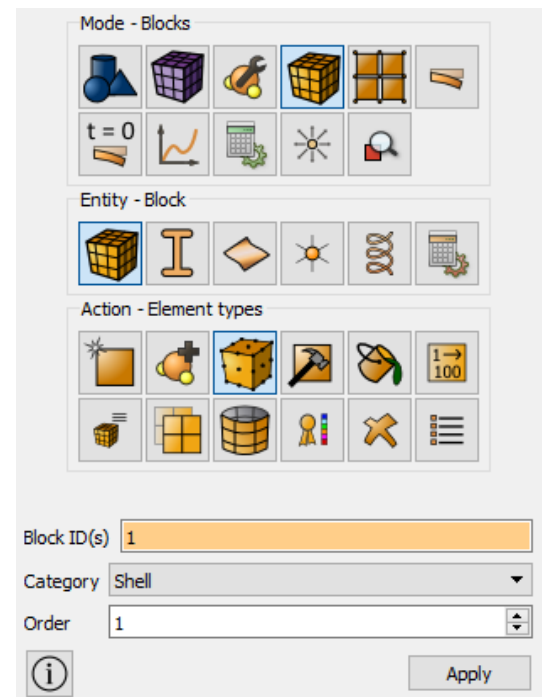 Mode - Blocks
t = 0
Entity - Block
Action - Element types
1→
100
Block ID(s) 1
Category Shell
Order 1
i
Apply